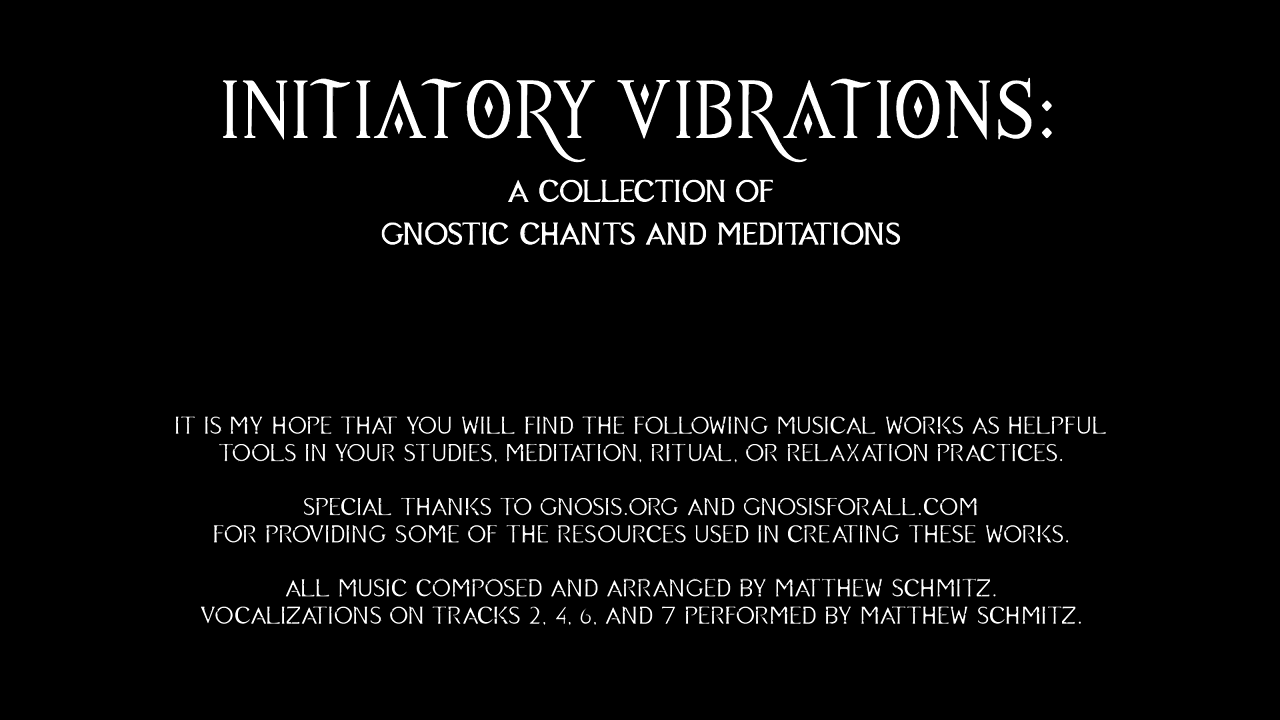 INITIATORY VIBRATIONS:
A COLLECTION OF
GNOSTIC CHANTS AND MEDITATIONS
IT IS MY HOPE THAT YOU WILL FIND THE FOLLOWING MUSICAL WORKS AS HELPFUL
TOOLS IN YOUR STUDIES, MEDITATION, RITUAL, OR RELAXATION PRACTICES.
SPECIAL THANKS TO GNOSIS.ORG AND GNOSISFORALL.COM
FOR PROVIDING SOME OF THE RESOURCES USED IN CREATING THESE WORKS.
ALL MUSIC COMPOSED AND ARRANGED BY MATTHEW SCHMITZ.
VOCALIZATIONS ON TRACKS 2, 4, 6, AND 7 PERFORMED BY MATTHEW SCHMITZ.